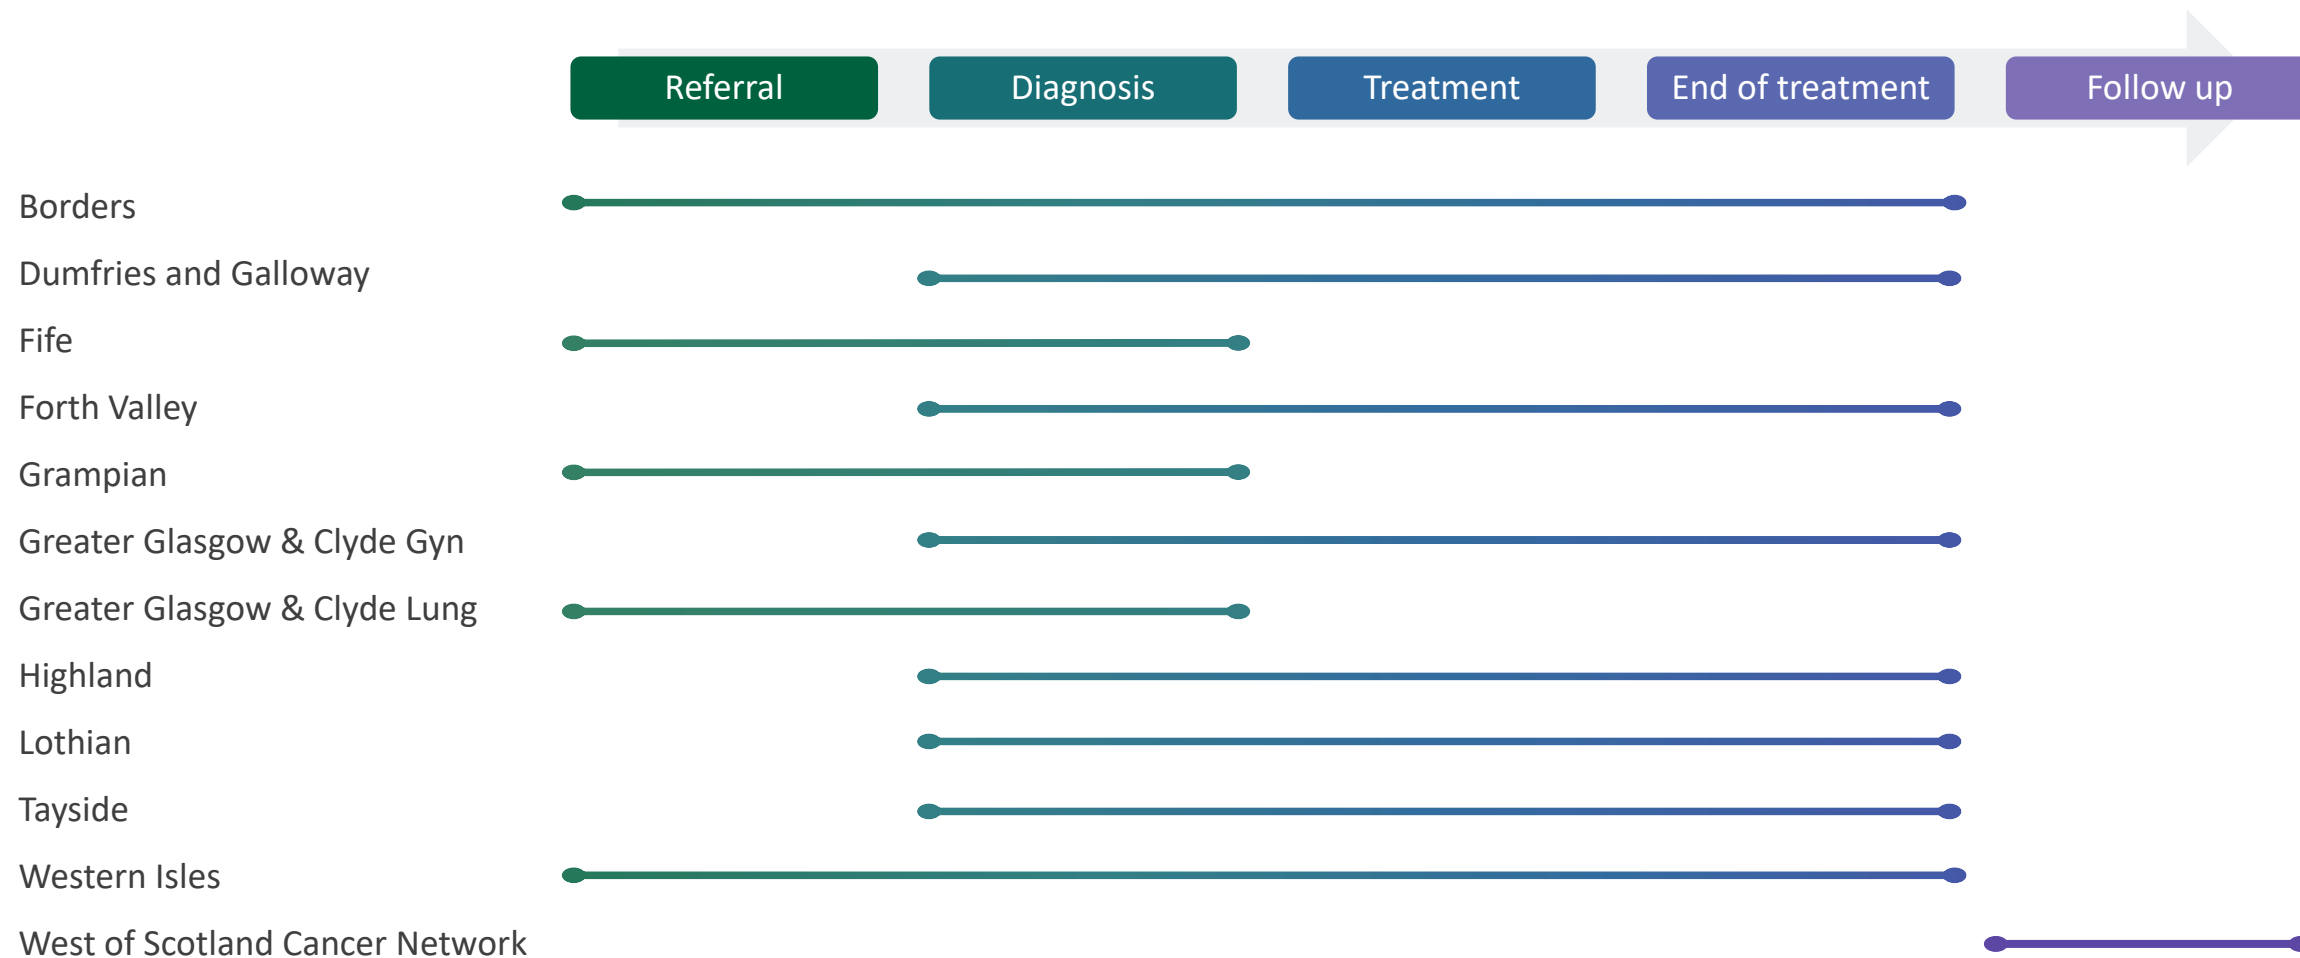 Referral Diagnosis Treatment End of treatment Follow up
Borders
Dumfries and Galloway
Fife
Forth Valley
Grampian
Greater Glasgow & Clyde Gyn
Greater Glasgow & Clyde Lung
Highland
Lothian
Tayside
Western Isles
West of Scotland Cancer Network